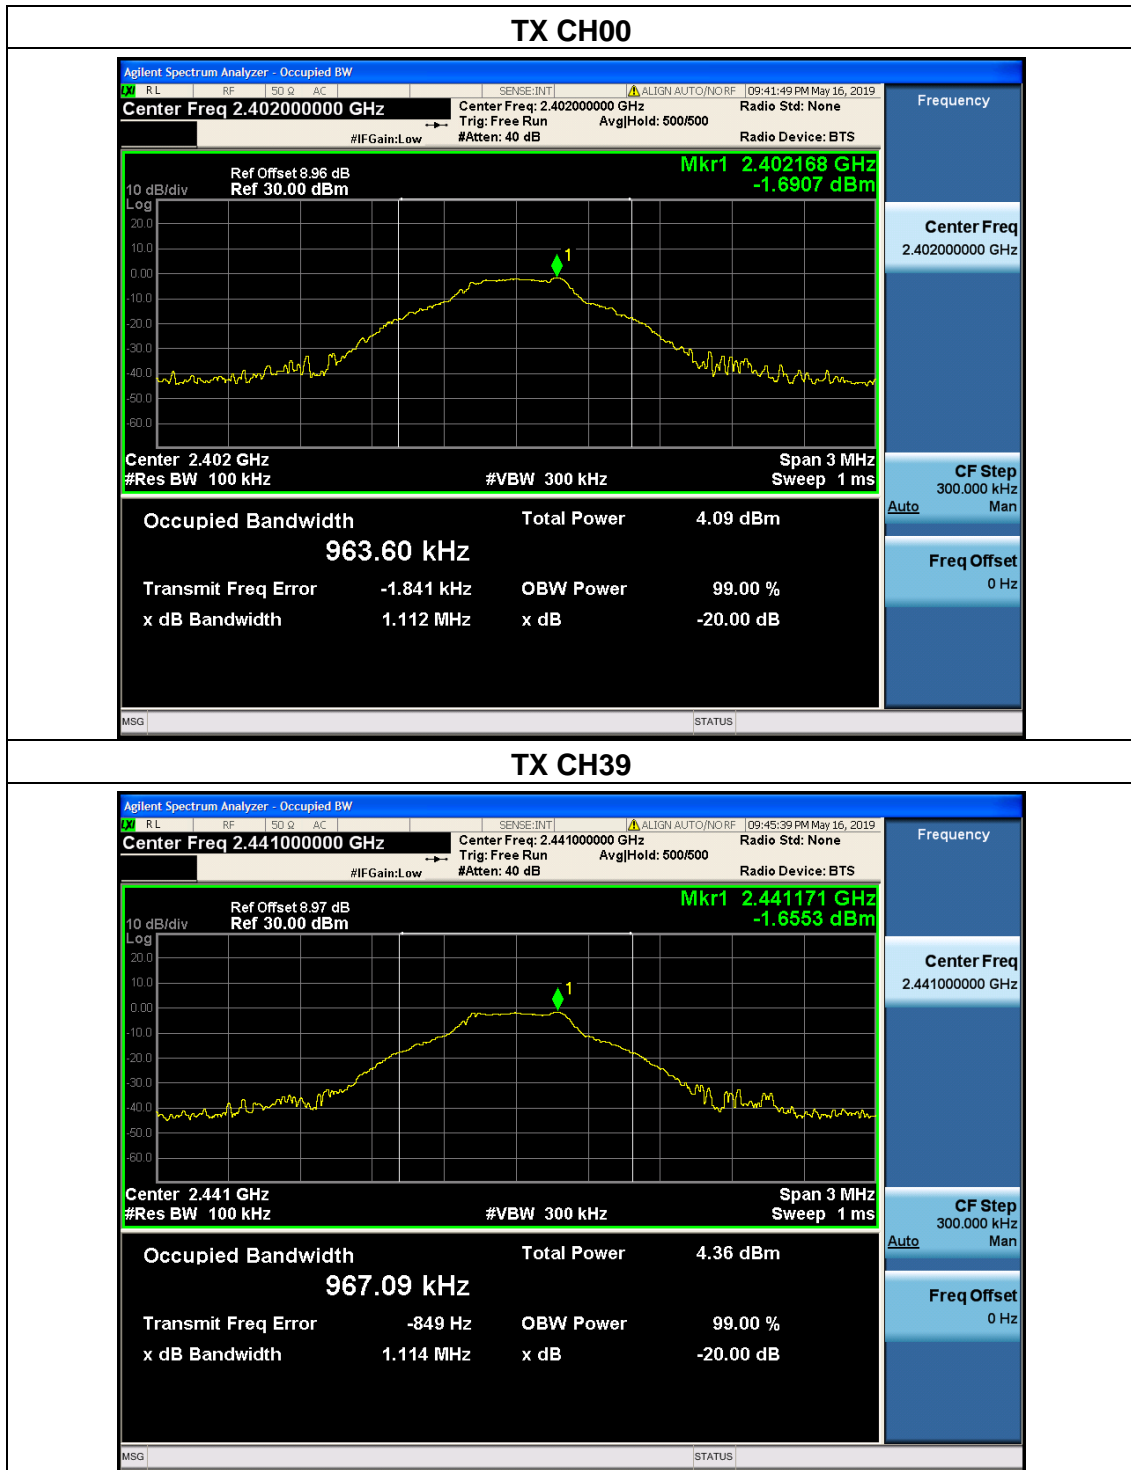 TX CH00
Agilent Spectrum Analyzer - Occupied BW
LXI RL RF 50 Ω AC SENSE:INT ALIGN AUTO/NO RF 09:41:49 PM May 16, 2019
Center Freq 2.402000000 GHz Center Freq: 2.402000000 GHz Radio Std: None
Trig: Free Run Avg|Hold: 500/500
#IFGain:Low #Atten: 40 dB Radio Device: BTS
Frequency
Mkr1 2.402168 GHz
-1.6907 dBm
Ref Offset 8.96 dB
10 dB/div Ref 30.00 dBm
Log
20.0
10.0
0.00
-10.0
-20.0
-30.0
-40.0
-50.0
-60.0
1
Center Freq
2.402000000 GHz
Center 2.402 GHz Span 3 MHz
#Res BW 100 kHz #VBW 300 kHz Sweep 1 ms
CF Step
300.000 kHz
Auto Man
Occupied Bandwidth Total Power 4.09 dBm
963.60 kHz
Freq Offset
0 Hz
Transmit Freq Error -1.841 kHz OBW Power 99.00 %
x dB Bandwidth 1.112 MHz x dB -20.00 dB
MSG STATUS
TX CH39
Agilent Spectrum Analyzer - Occupied BW
LXI RL RF 50 Ω AC SENSE:INT ALIGN AUTO/NO RF 09:45:39 PM May 16, 2019
Center Freq 2.441000000 GHz Center Freq: 2.441000000 GHz Radio Std: None
Trig: Free Run Avg|Hold: 500/500
#IFGain:Low #Atten: 40 dB Radio Device: BTS
Frequency
Mkr1 2.441171 GHz
-1.6553 dBm
Ref Offset 8.97 dB
10 dB/div Ref 30.00 dBm
Log
20.0
10.0
0.00
-10.0
-20.0
-30.0
-40.0
-50.0
-60.0
1
Center Freq
2.441000000 GHz
Center 2.441 GHz Span 3 MHz
#Res BW 100 kHz #VBW 300 kHz Sweep 1 ms
CF Step
300.000 kHz
Auto Man
Occupied Bandwidth Total Power 4.36 dBm
967.09 kHz
Freq Offset
0 Hz
Transmit Freq Error -849 Hz OBW Power 99.00 %
x dB Bandwidth 1.114 MHz x dB -20.00 dB
MSG STATUS